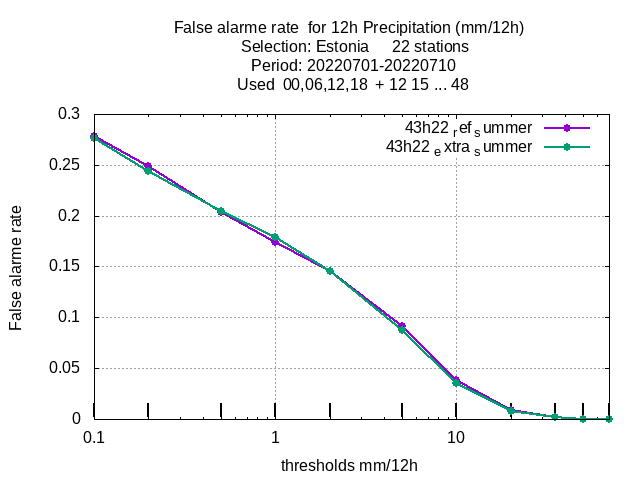 False alarme rate  for 12h Precipitation (mm/12h)
Selection: Estonia     22 stations
Period: 20220701-20220710
Used  00,06,12,18  + 12 15 ... 48
43h22 ref summer
43h22 extra summer
0.3
0.25
0.2
0.15
0.1
0.05
0
False alarme rate
0.1 1 10
thresholds mm/12h